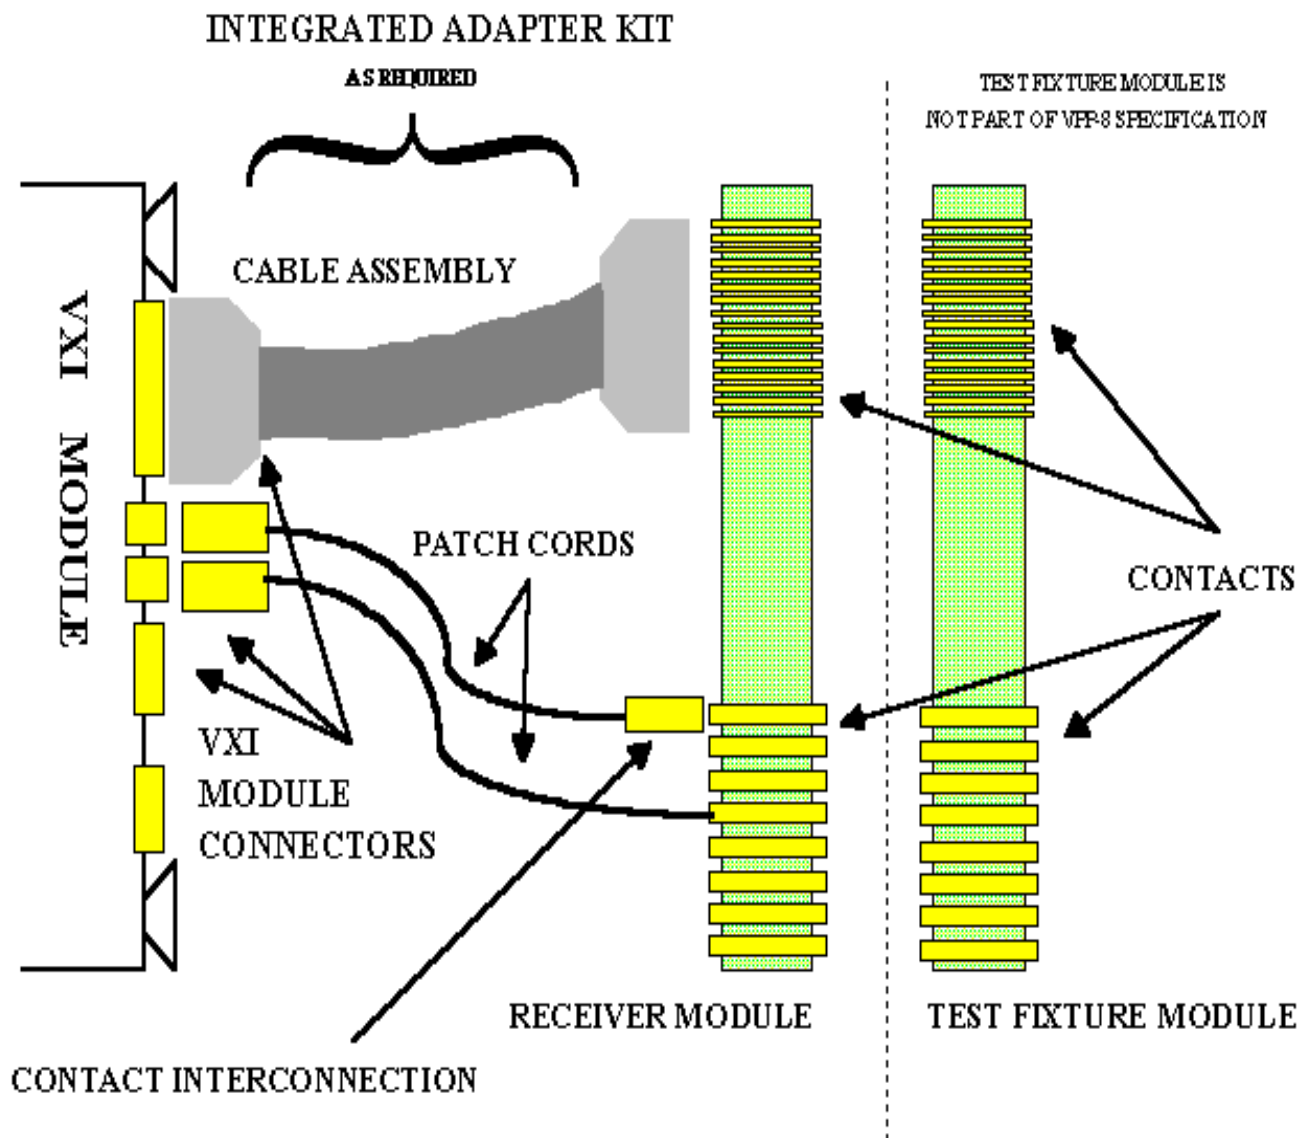 INTEGRATED ADAPTER KIT
AS REQUIRED
TEST FIXTURE MODULE IS
NOT PART OF VPP-8 SPECIFICATION
CABLE ASSEMBLY
VXI MODULE
PATCH CORDS
CONTACTS
VXI
MODULE
CONNECTORS
RECEIVER MODULE
TEST FIXTURE MODULE
CONTACT INTERCONNECTION